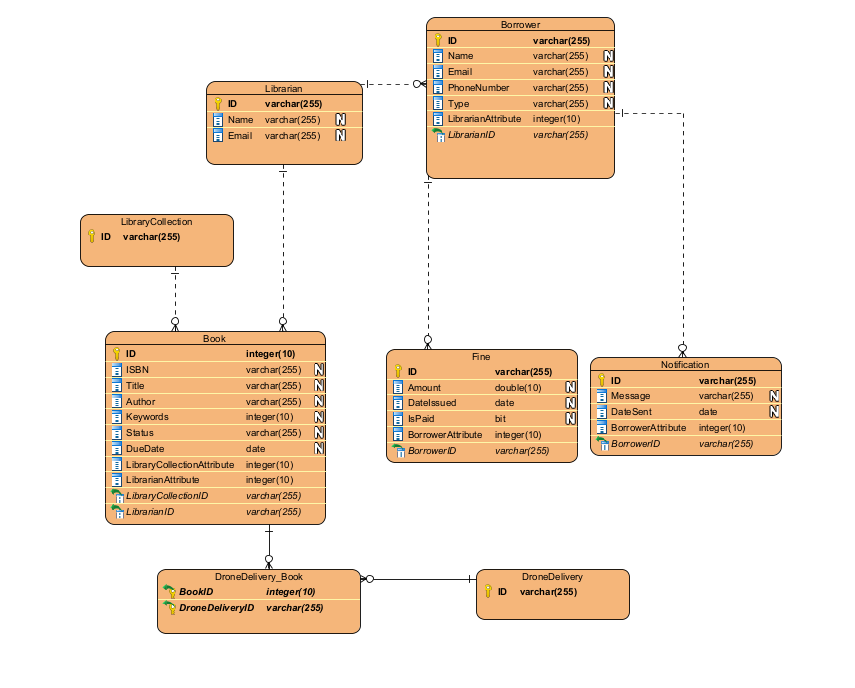 Borrower
ID varchar(255)
Name varchar(255) N
Email varchar(255) N
PhoneNumber varchar(255) N
Type varchar(255) N
LibrarianAttribute integer(10)
LibrarianID varchar(255)
Librarian
ID varchar(255)
Name varchar(255) N
Email varchar(255) N
LibraryCollection
ID varchar(255)
Book
ID integer(10)
ISBN varchar(255) N
Title varchar(255) N
Author varchar(255) N
Keywords integer(10) N
Status varchar(255) N
DueDate date N
LibraryCollectionAttribute integer(10)
LibrarianAttribute integer(10)
LibraryCollectionID varchar(255)
LibrarianID varchar(255)
Fine
ID varchar(255)
Amount double(10) N
DateIssued date N
IsPaid bit N
BorrowerAttribute integer(10)
BorrowerID varchar(255)
Notification
ID varchar(255)
Message varchar(255) N
DateSent date N
BorrowerAttribute integer(10)
BorrowerID varchar(255)
DroneDelivery_Book
BookID integer(10)
DroneDeliveryID varchar(255)
DroneDelivery
ID varchar(255)